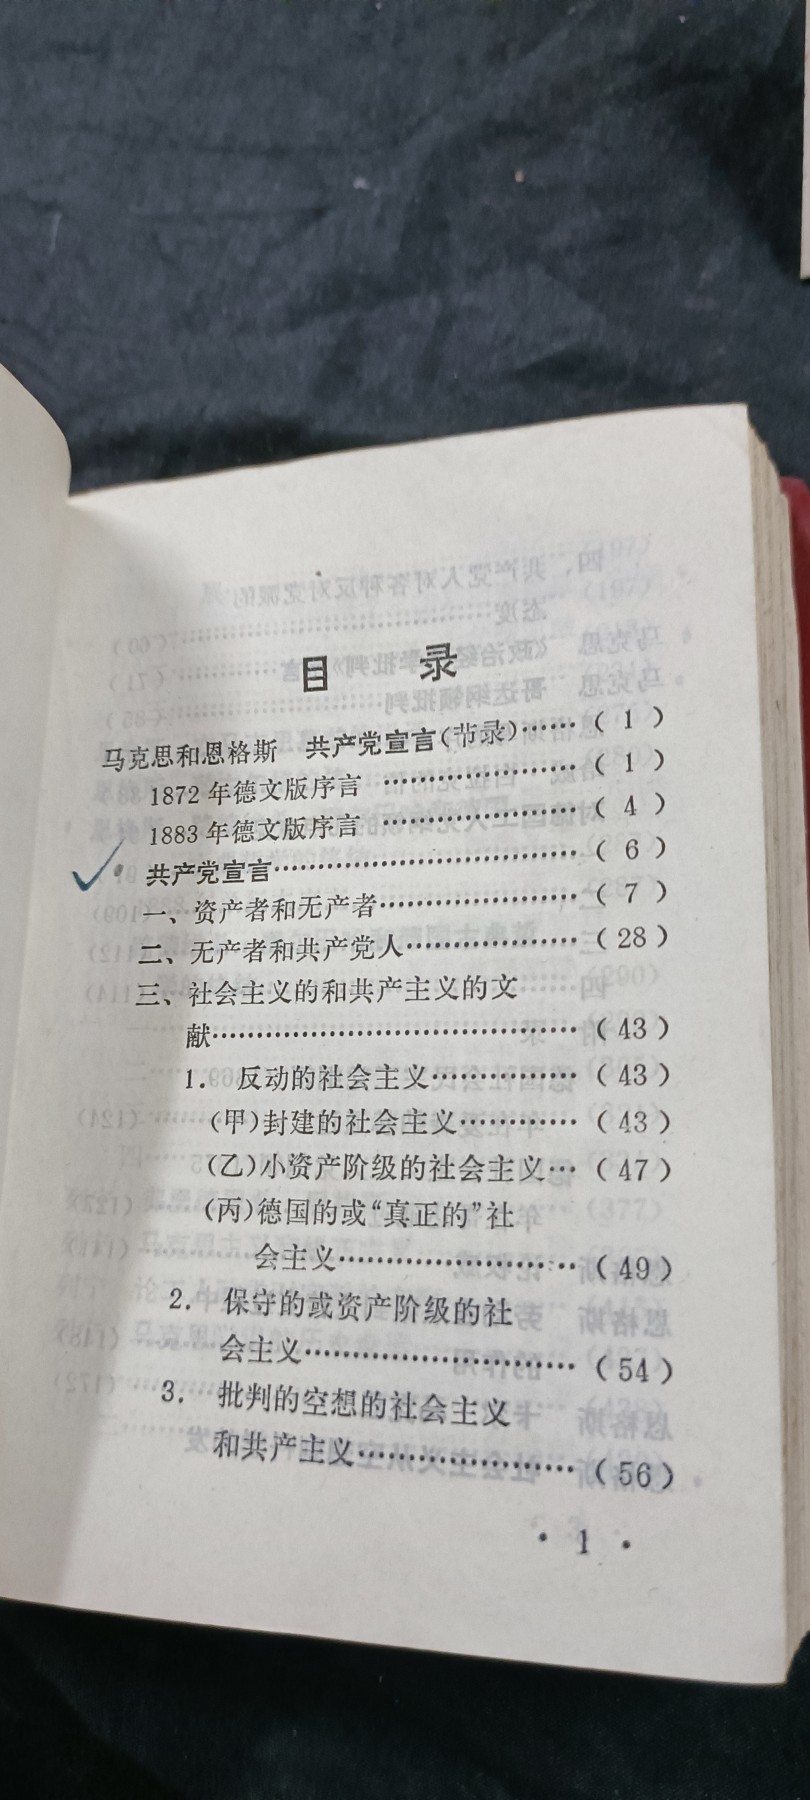 目 录
马克思和恩格斯 共产党宣言(节录)……( 1 )
1872年德文版序言 ……………………( 1 )
1883年德文版序言 ……………………( 4 )
共产党宣言………………………………( 6 )
一、资产者和无产者……………………( 7 )
二、无产者和共产党人…………………(28)
三、社会主义的和共产主义的文
献…………………………………………(43)
1. 反动的社会主义………………(43)
(甲)封建的社会主义……………(43)
(乙)小资产阶级的社会主义…(47)
(丙)德国的或“真正的”社
会主义…………………………(49)
2. 保守的或资产阶级的社
会主义……………………………(54)
3. 批判的空想的社会主义
和共产主义………………………(56)
• 1 •